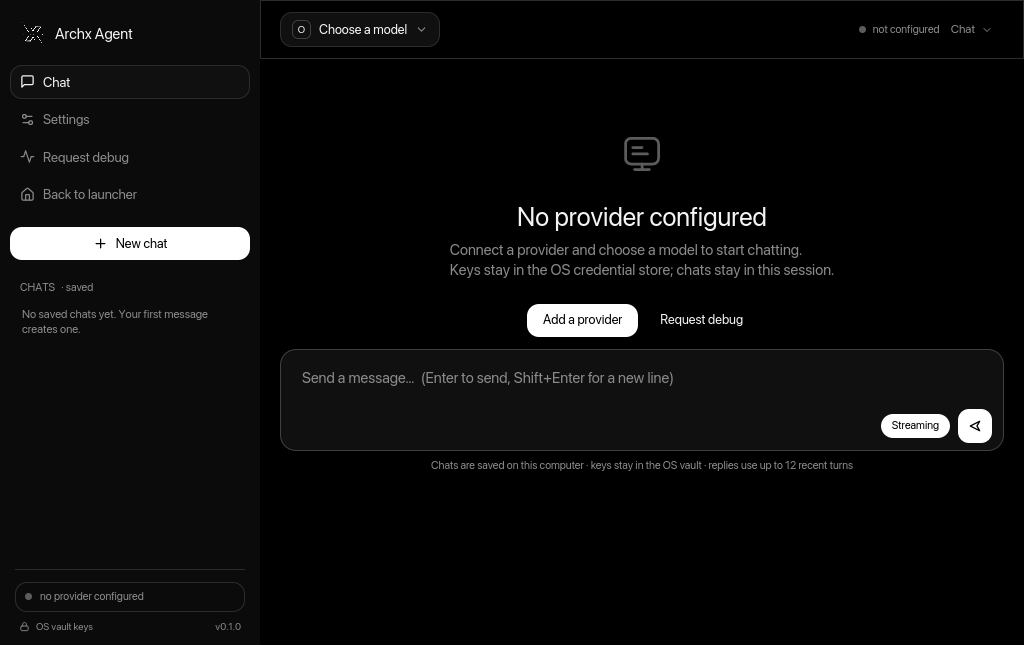 Archx Agent
Chat
Settings
Request debug
Back to launcher
New chat
CHATS · saved
No saved chats yet. Your first message
creates one.
no provider configured
OS vault keys
v0.1.0
O Choose a model
not configured
Chat
No provider configured
Connect a provider and choose a model to start chatting.
Keys stay in the OS credential store; chats stay in this session.
Add a provider
Request debug
Send a message... (Enter to send, Shift+Enter for a new line)
Streaming
Chats are saved on this computer · keys stay in the OS vault · replies use up to 12 recent turns